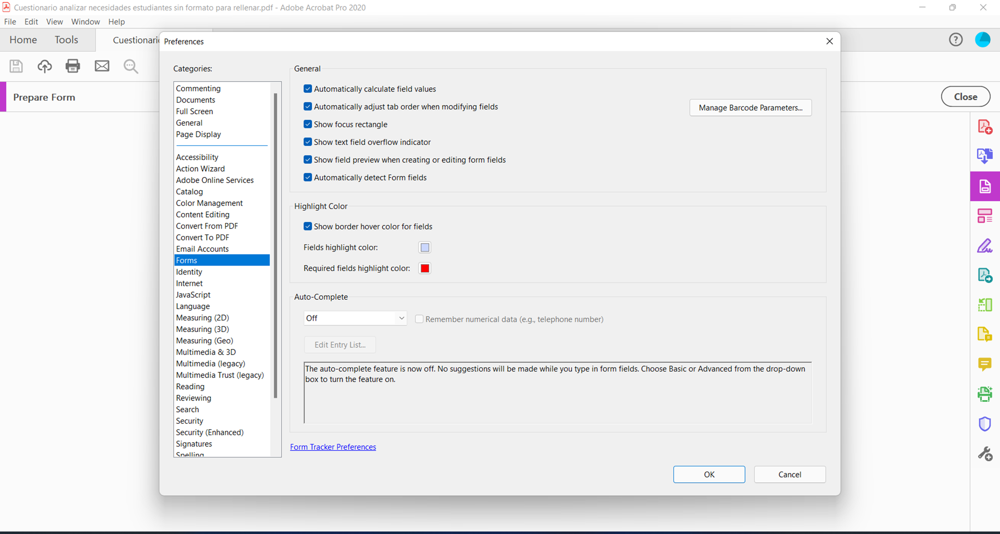 Cuestionario analizar necesidades estudiantes sin formato para rellenar.pdf - Adobe Acrobat Pro 2020
File Edit View Window Help
Home Tools Cuestionario
Preferences
Prepare Form
Close
Categories:
Commenting
Documents
Full Screen
General
Page Display
Accessibility
Action Wizard
Adobe Online Services
Catalog
Color Management
Content Editing
Convert From PDF
Convert To PDF
Email Accounts
Forms
Identity
Internet
JavaScript
Language
Measuring (2D)
Measuring (3D)
Measuring (Geo)
Multimedia & 3D
Multimedia (legacy)
Multimedia Trust (legacy)
Reading
Reviewing
Search
Security
Security (Enhanced)
Signatures
Spelling
General
Automatically calculate field values
Automatically adjust tab order when modifying fields
Manage Barcode Parameters...
Show focus rectangle
Show text field overflow indicator
Show field preview when creating or editing form fields
Automatically detect Form fields
Highlight Color
Show border hover color for fields
Fields highlight color:
Required fields highlight color:
Auto-Complete
Off
Remember numerical data (e.g., telephone number)
Edit Entry List...
The auto-complete feature is now off. No suggestions will be made while you type in form fields. Choose Basic or Advanced from the drop-down
box to turn the feature on.
Form Tracker Preferences
OK
Cancel